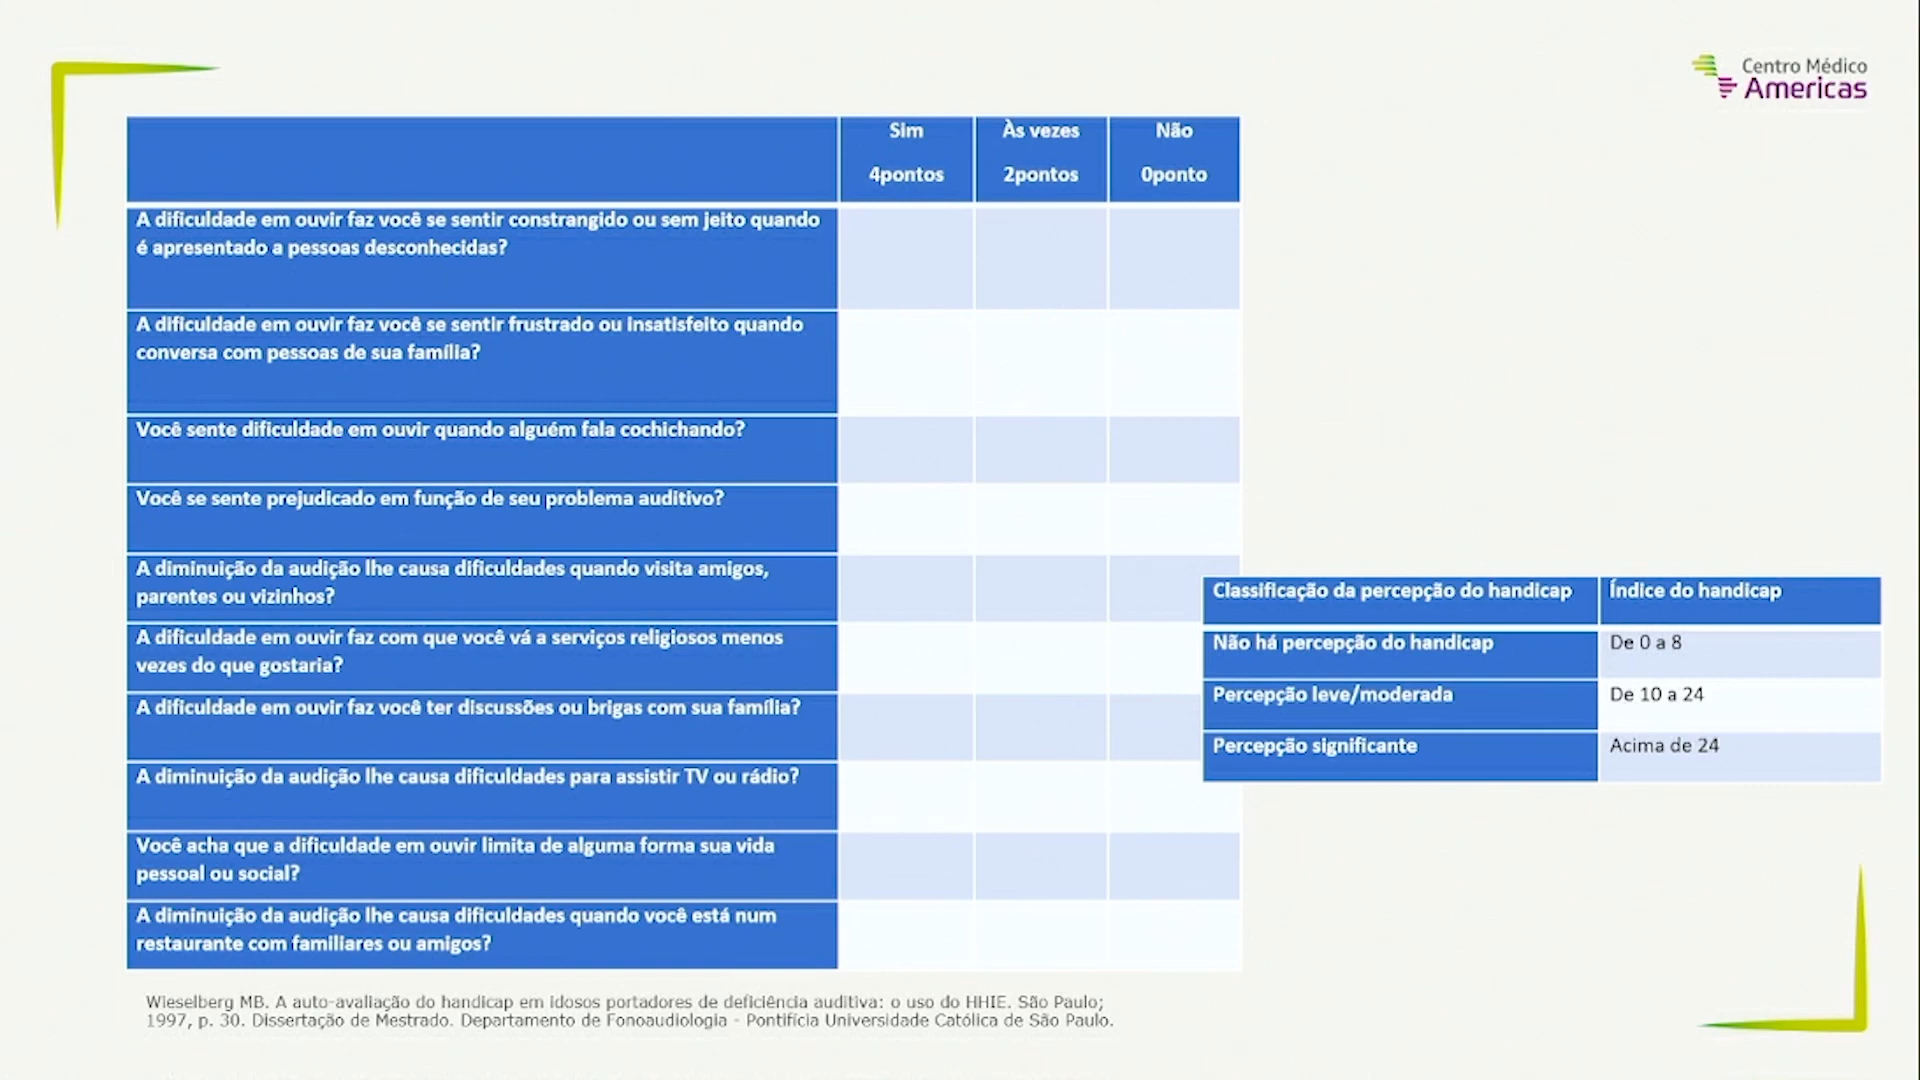 Centro Médico
Americas
Sim
4pontos
Às vezes
2pontos
Não
0ponto
A dificuldade em ouvir faz você se sentir constrangido ou sem jeito quando
é apresentado a pessoas desconhecidas?
A dificuldade em ouvir faz você se sentir frustrado ou insatisfeito quando
conversa com pessoas de sua família?
Você sente dificuldade em ouvir quando alguém fala cochichando?
Você se sente prejudicado em função de seu problema auditivo?
A diminuição da audição lhe causa dificuldades quando visita amigos,
parentes ou vizinhos?
A dificuldade em ouvir faz com que você vá a serviços religiosos menos
vezes do que gostaria?
A dificuldade em ouvir faz você ter discussões ou brigas com sua família?
A diminuição da audição lhe causa dificuldades para assistir TV ou rádio?
Você acha que a dificuldade em ouvir limita de alguma forma sua vida
pessoal ou social?
A diminuição da audição lhe causa dificuldades quando você está num
restaurante com familiares ou amigos?
Classificação da percepção do handicap
Índice do handicap
Não há percepção do handicap
De 0 a 8
Percepção leve/moderada
De 10 a 24
Percepção significante
Acima de 24
Wieselberg MB. A auto-avaliação do handicap em idosos portadores de deficiência auditiva: o uso do HHIE. São Paulo;
1997, p. 30. Dissertação de Mestrado. Departamento de Fonoaudiologia - Pontifícia Universidade Católica de São Paulo.